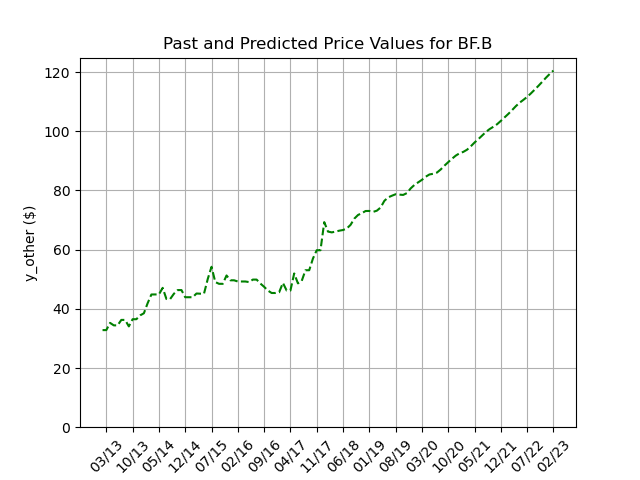 Past and Predicted Price Values for BF.B
y_other ($)
120
100
80
60
40
20
0
03/13 10/13 05/14 12/14 07/15 02/16 09/16 04/17 11/17 06/18 01/19 08/19 03/20 10/20 05/21 12/21 07/22 02/23